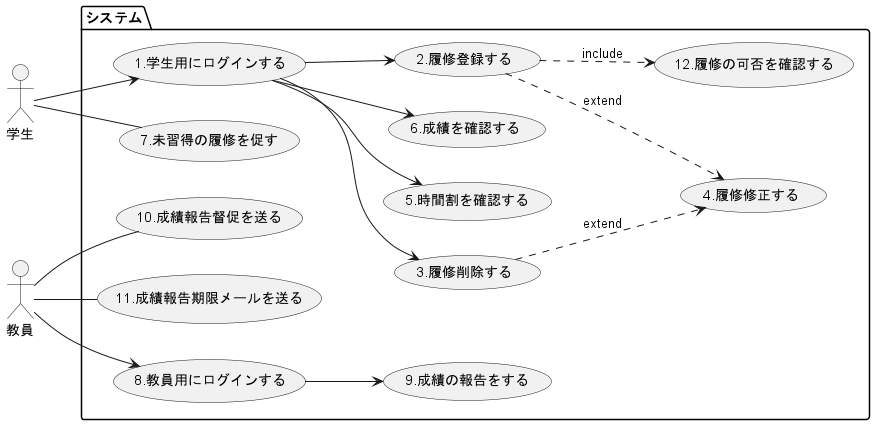 システム
1.学生用にログインする
2.履修登録する
include
12.履修の可否を確認する
extend
学生
6.成績を確認する
7.未習得の履修を促す
5.時間割を確認する
4.履修修正する
10.成績報告督促を送る
extend
3.履修削除する
11.成績報告期限メールを送る
教員
8.教員用にログインする
9.成績の報告をする